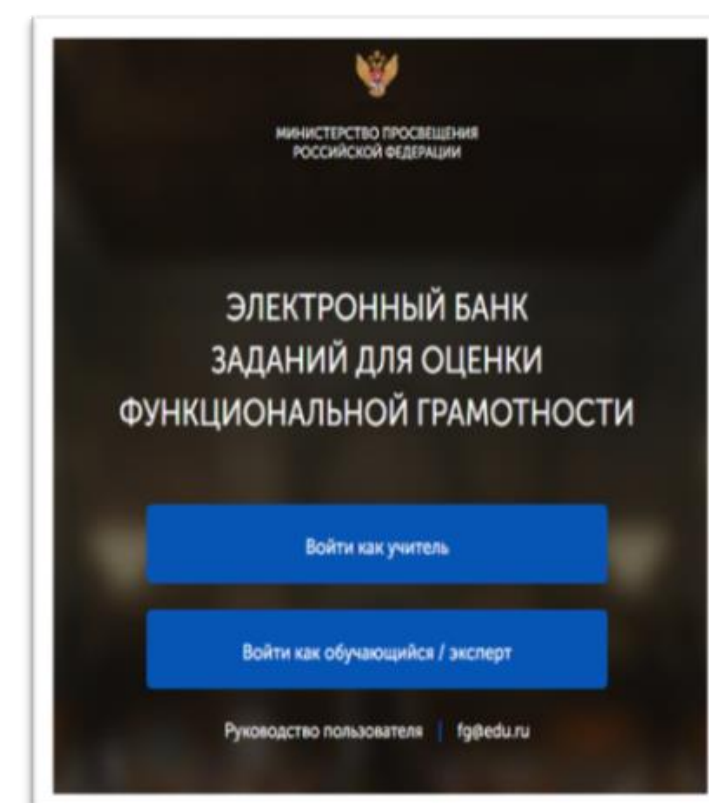 МИНИСТЕРСТВО ПРОСВЕЩЕНИЯ
РОССИЙСКОЙ ФЕДЕРАЦИИ
ЭЛЕКТРОННЫЙ БАНК
ЗАДАНИЙ ДЛЯ ОЦЕНКИ
ФУНКЦИОНАЛЬНОЙ ГРАМОТНОСТИ
Войти как учитель
Войти как обучающийся / эксперт
Руководство пользователя | fg@edu.ru